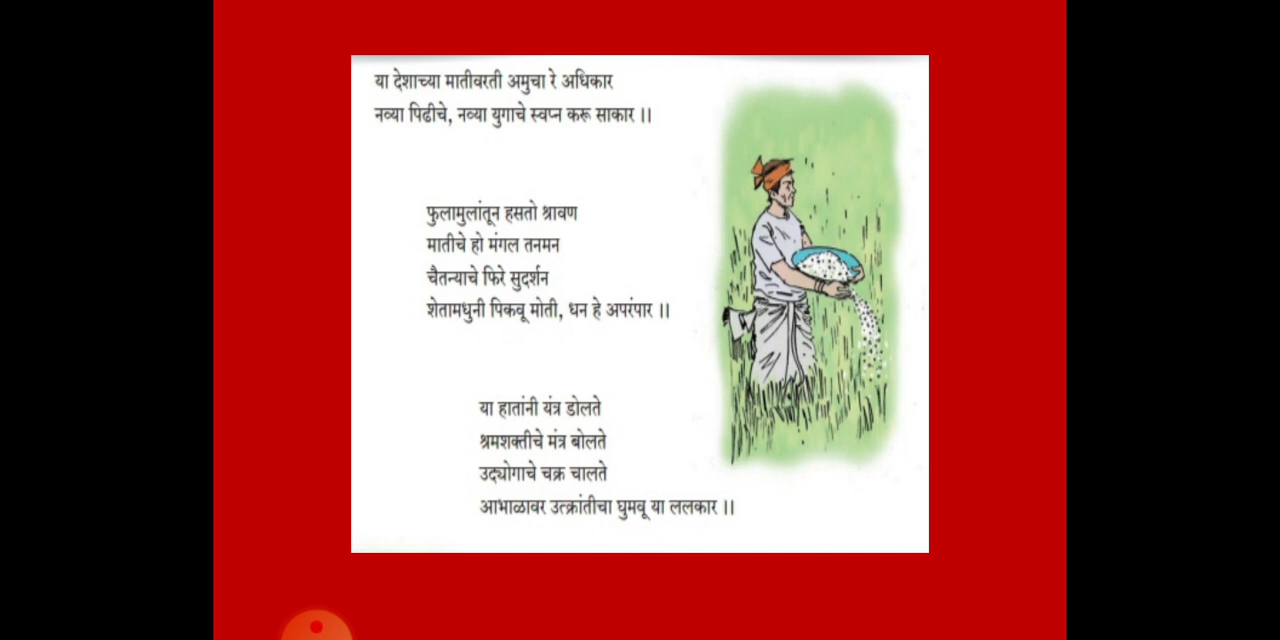 या देशाच्या मातीवरती अमुचा रे अधिकार
नव्या पिढीचे, नव्या युगाचे स्वप्न करू साकार ।।
फुलामुलांतून हसतो श्रावण
मातीचे हो मंगल तनमन
चैतन्याचे फिरे सुदर्शन
शेतामधुनी पिकवू मोती, धन हे अपरंपार ।।
या हातांनी यंत्र डोलते
श्रमशक्तीचे मंत्र बोलते
उद्योगाचे चक्र चालते
आभाळावर उत्क्रांतीचा घुमवू या ललकार ।।